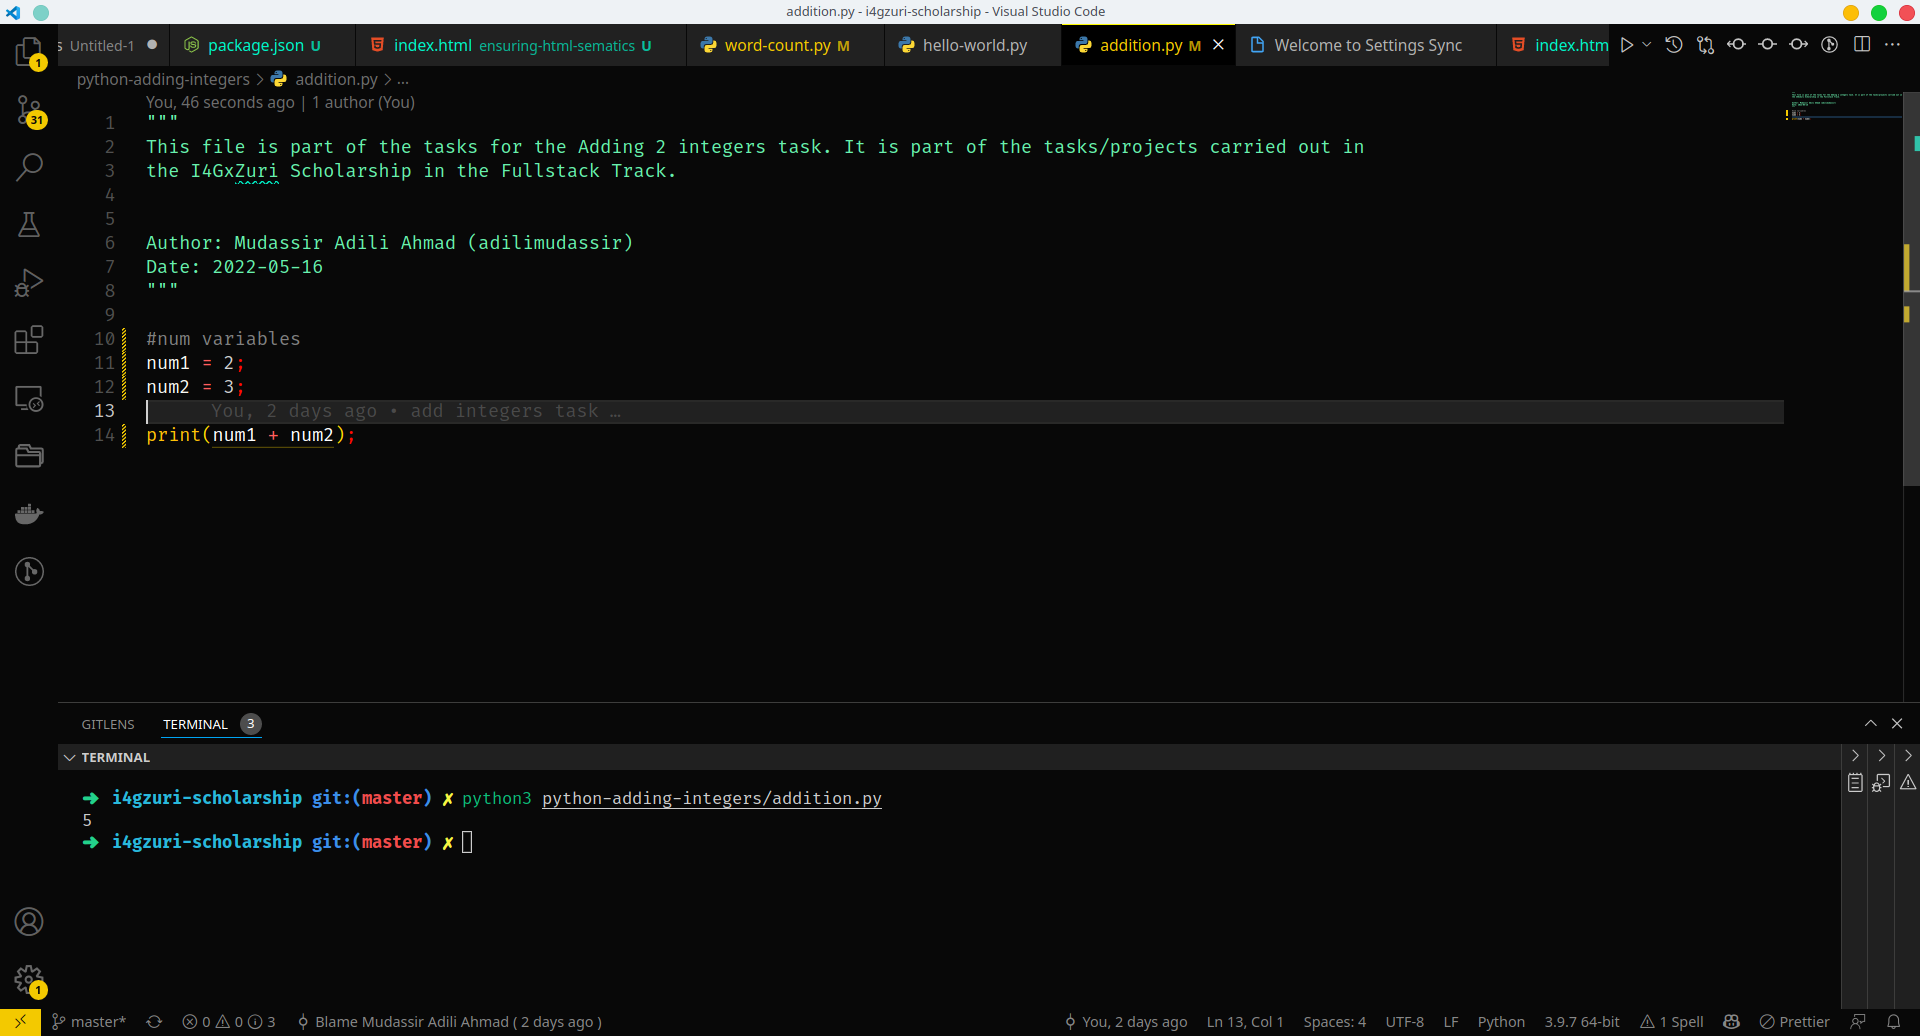 addition.py - i4gzuri-scholarship - Visual Studio Code
s Untitled-1 package.json U index.html ensuring-html-sematics U word-count.py M hello-world.py addition.py M Welcome to Settings Sync index.htm
python-adding-integers > addition.py > ...
You, 46 seconds ago | 1 author (You)
1 """
2 This file is part of the tasks for the Adding 2 integers task. It is part of the tasks/projects carried out in
3 the I4GxZuri Scholarship in the Fullstack Track.
4
5
6 Author: Mudassir Adili Ahmad (adilimudassir)
7 Date: 2022-05-16
8 """
9
10 #num variables
11 num1 = 2;
12 num2 = 3;
13 You, 2 days ago • add integers task …
14 print(num1 + num2);
1
31
GITLENS TERMINAL 3
TERMINAL
➜ i4gzuri-scholarship git:(master) ✗ python3 python-adding-integers/addition.py
5
➜ i4gzuri-scholarship git:(master) ✗
1
master* 0 0 3 Blame Mudassir Adili Ahmad ( 2 days ago ) You, 2 days ago Ln 13, Col 1 Spaces: 4 UTF-8 LF Python 3.9.7 64-bit 1 Spell Prettier